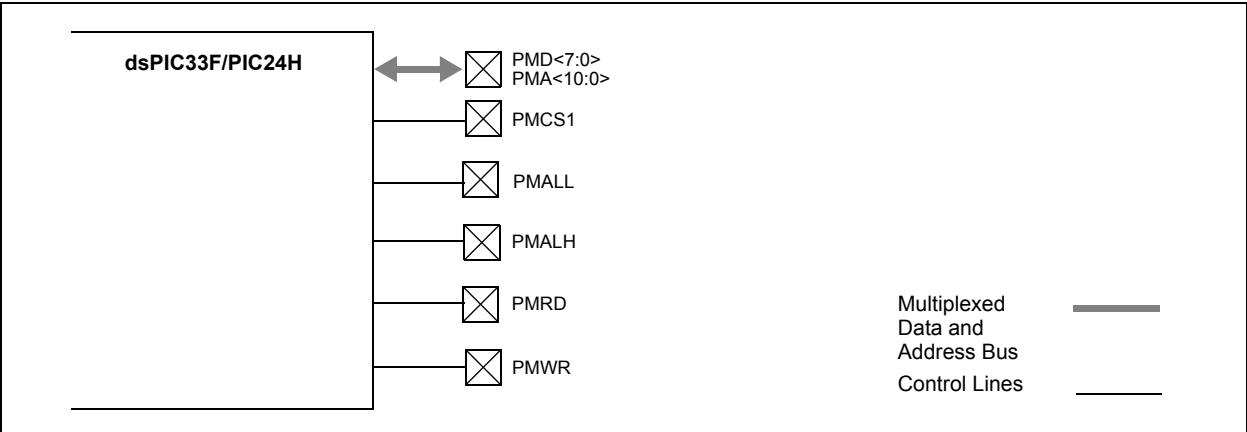 dsPIC33F/PIC24H
PMD<7:0>
PMA<10:0>
PMCS1
PMALL
PMALH
PMRD
PMWR
Multiplexed
Data and
Address Bus
Control Lines